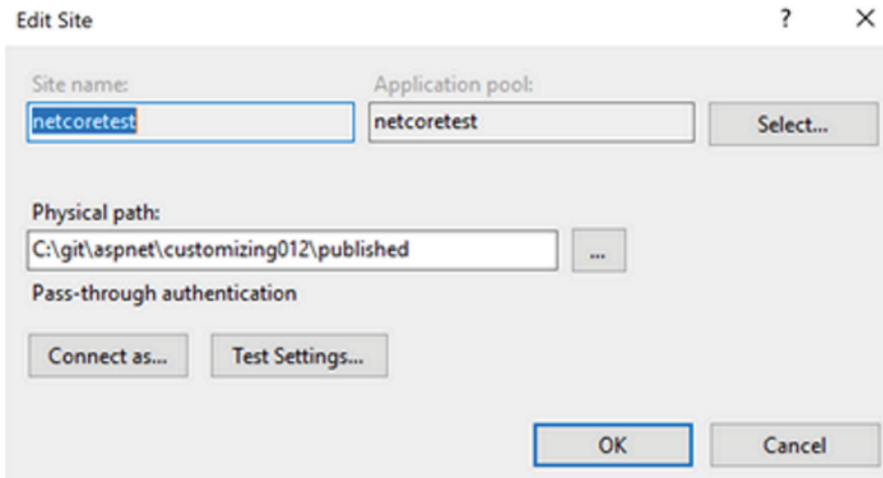 Edit Site ? ×
Site name: Application pool:
netcoretest netcoretest Select...
Physical path:
C:\git\aspnet\customizing012\published ...
Pass-through authentication
Connect as... Test Settings...
OK Cancel